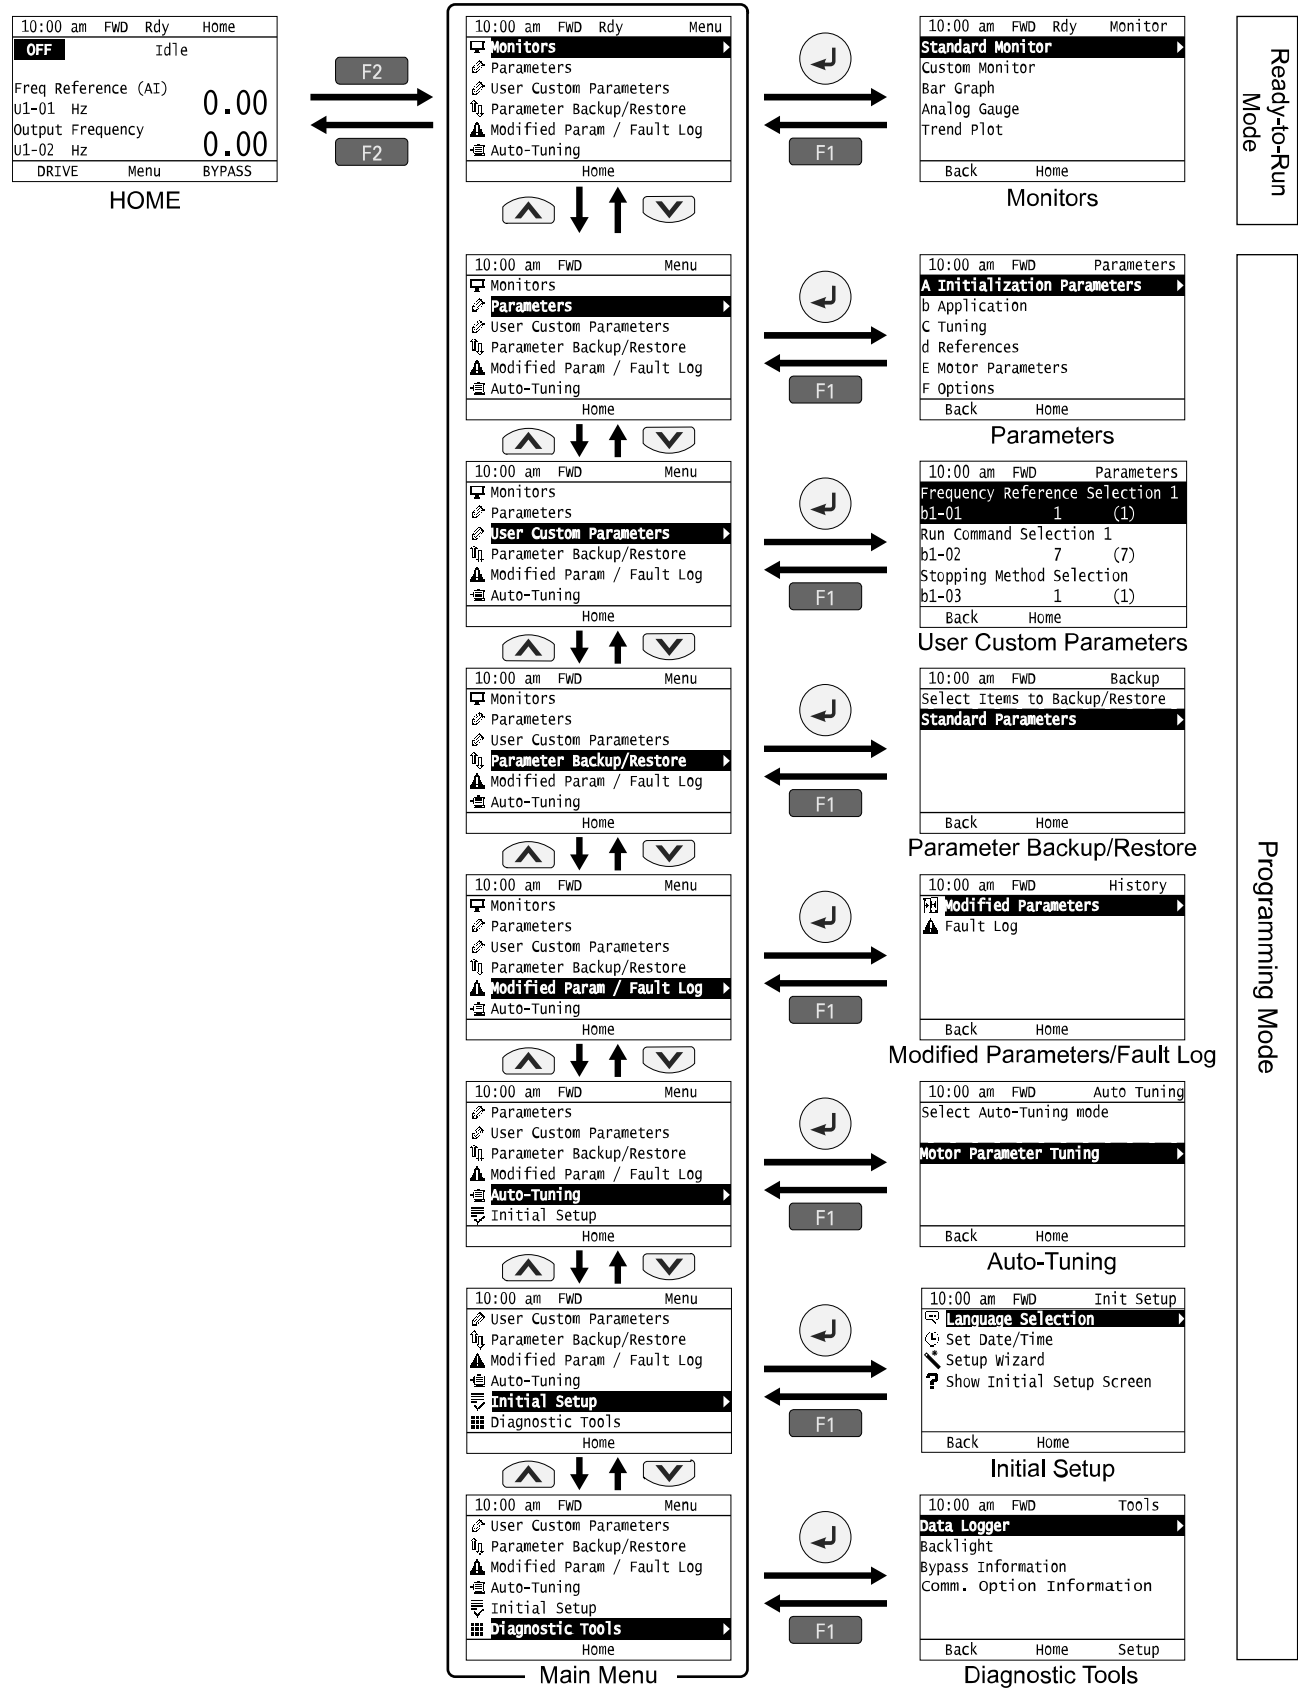 10:00 am FWD Rdy Home
OFF Idle
Freq Reference (AI)
U1-01 Hz 0.00
Output Frequency
U1-02 Hz 0.00
DRIVE Menu BYPASS
HOME
F2
F2
10:00 am FWD Rdy Menu
Monitors
Parameters
User Custom Parameters
Parameter Backup/Restore
Modified Param / Fault Log
Auto-Tuning
Home
F1
10:00 am FWD Rdy Monitor
Standard Monitor
Custom Monitor
Bar Graph
Analog Gauge
Trend Plot
Back Home
Monitors
Ready-to-Run
Mode
10:00 am FWD Menu
Monitors
Parameters
User Custom Parameters
Parameter Backup/Restore
Modified Param / Fault Log
Auto-Tuning
Home
F1
10:00 am FWD Parameters
A Initialization Parameters
b Application
C Tuning
d References
E Motor Parameters
F Options
Back Home
Parameters
10:00 am FWD Menu
Monitors
Parameters
User Custom Parameters
Parameter Backup/Restore
Modified Param / Fault Log
Auto-Tuning
Home
F1
10:00 am FWD Parameters
Frequency Reference Selection 1
b1-01 1 (1)
Run Command Selection 1
b1-02 7 (7)
Stopping Method Selection
b1-03 1 (1)
Back Home
User Custom Parameters
10:00 am FWD Menu
Monitors
Parameters
User Custom Parameters
Parameter Backup/Restore
Modified Param / Fault Log
Auto-Tuning
Home
F1
10:00 am FWD Backup
Select Items to Backup/Restore
Standard Parameters
Back Home
Parameter Backup/Restore
10:00 am FWD Menu
Monitors
Parameters
User Custom Parameters
Parameter Backup/Restore
Modified Param / Fault Log
Auto-Tuning
Home
F1
10:00 am FWD History
Modified Parameters
Fault Log
Back Home
Modified Parameters/Fault Log
Programming Mode
10:00 am FWD Menu
Parameters
User Custom Parameters
Parameter Backup/Restore
Modified Param / Fault Log
Auto-Tuning
Initial Setup
Home
F1
10:00 am FWD Auto Tuning
Select Auto-Tuning mode
Motor Parameter Tuning
Back Home
Auto-Tuning
10:00 am FWD Menu
User Custom Parameters
Parameter Backup/Restore
Modified Param / Fault Log
Auto-Tuning
Initial Setup
Diagnostic Tools
Home
F1
10:00 am FWD Init Setup
Language Selection
Set Date/Time
Setup Wizard
Show Initial Setup Screen
Back Home
Initial Setup
10:00 am FWD Menu
User Custom Parameters
Parameter Backup/Restore
Modified Param / Fault Log
Auto-Tuning
Initial Setup
Diagnostic Tools
Home
Main Menu
F1
10:00 am FWD Tools
Data Logger
Backlight
Bypass Information
Comm. Option Information
Back Home Setup
Diagnostic Tools